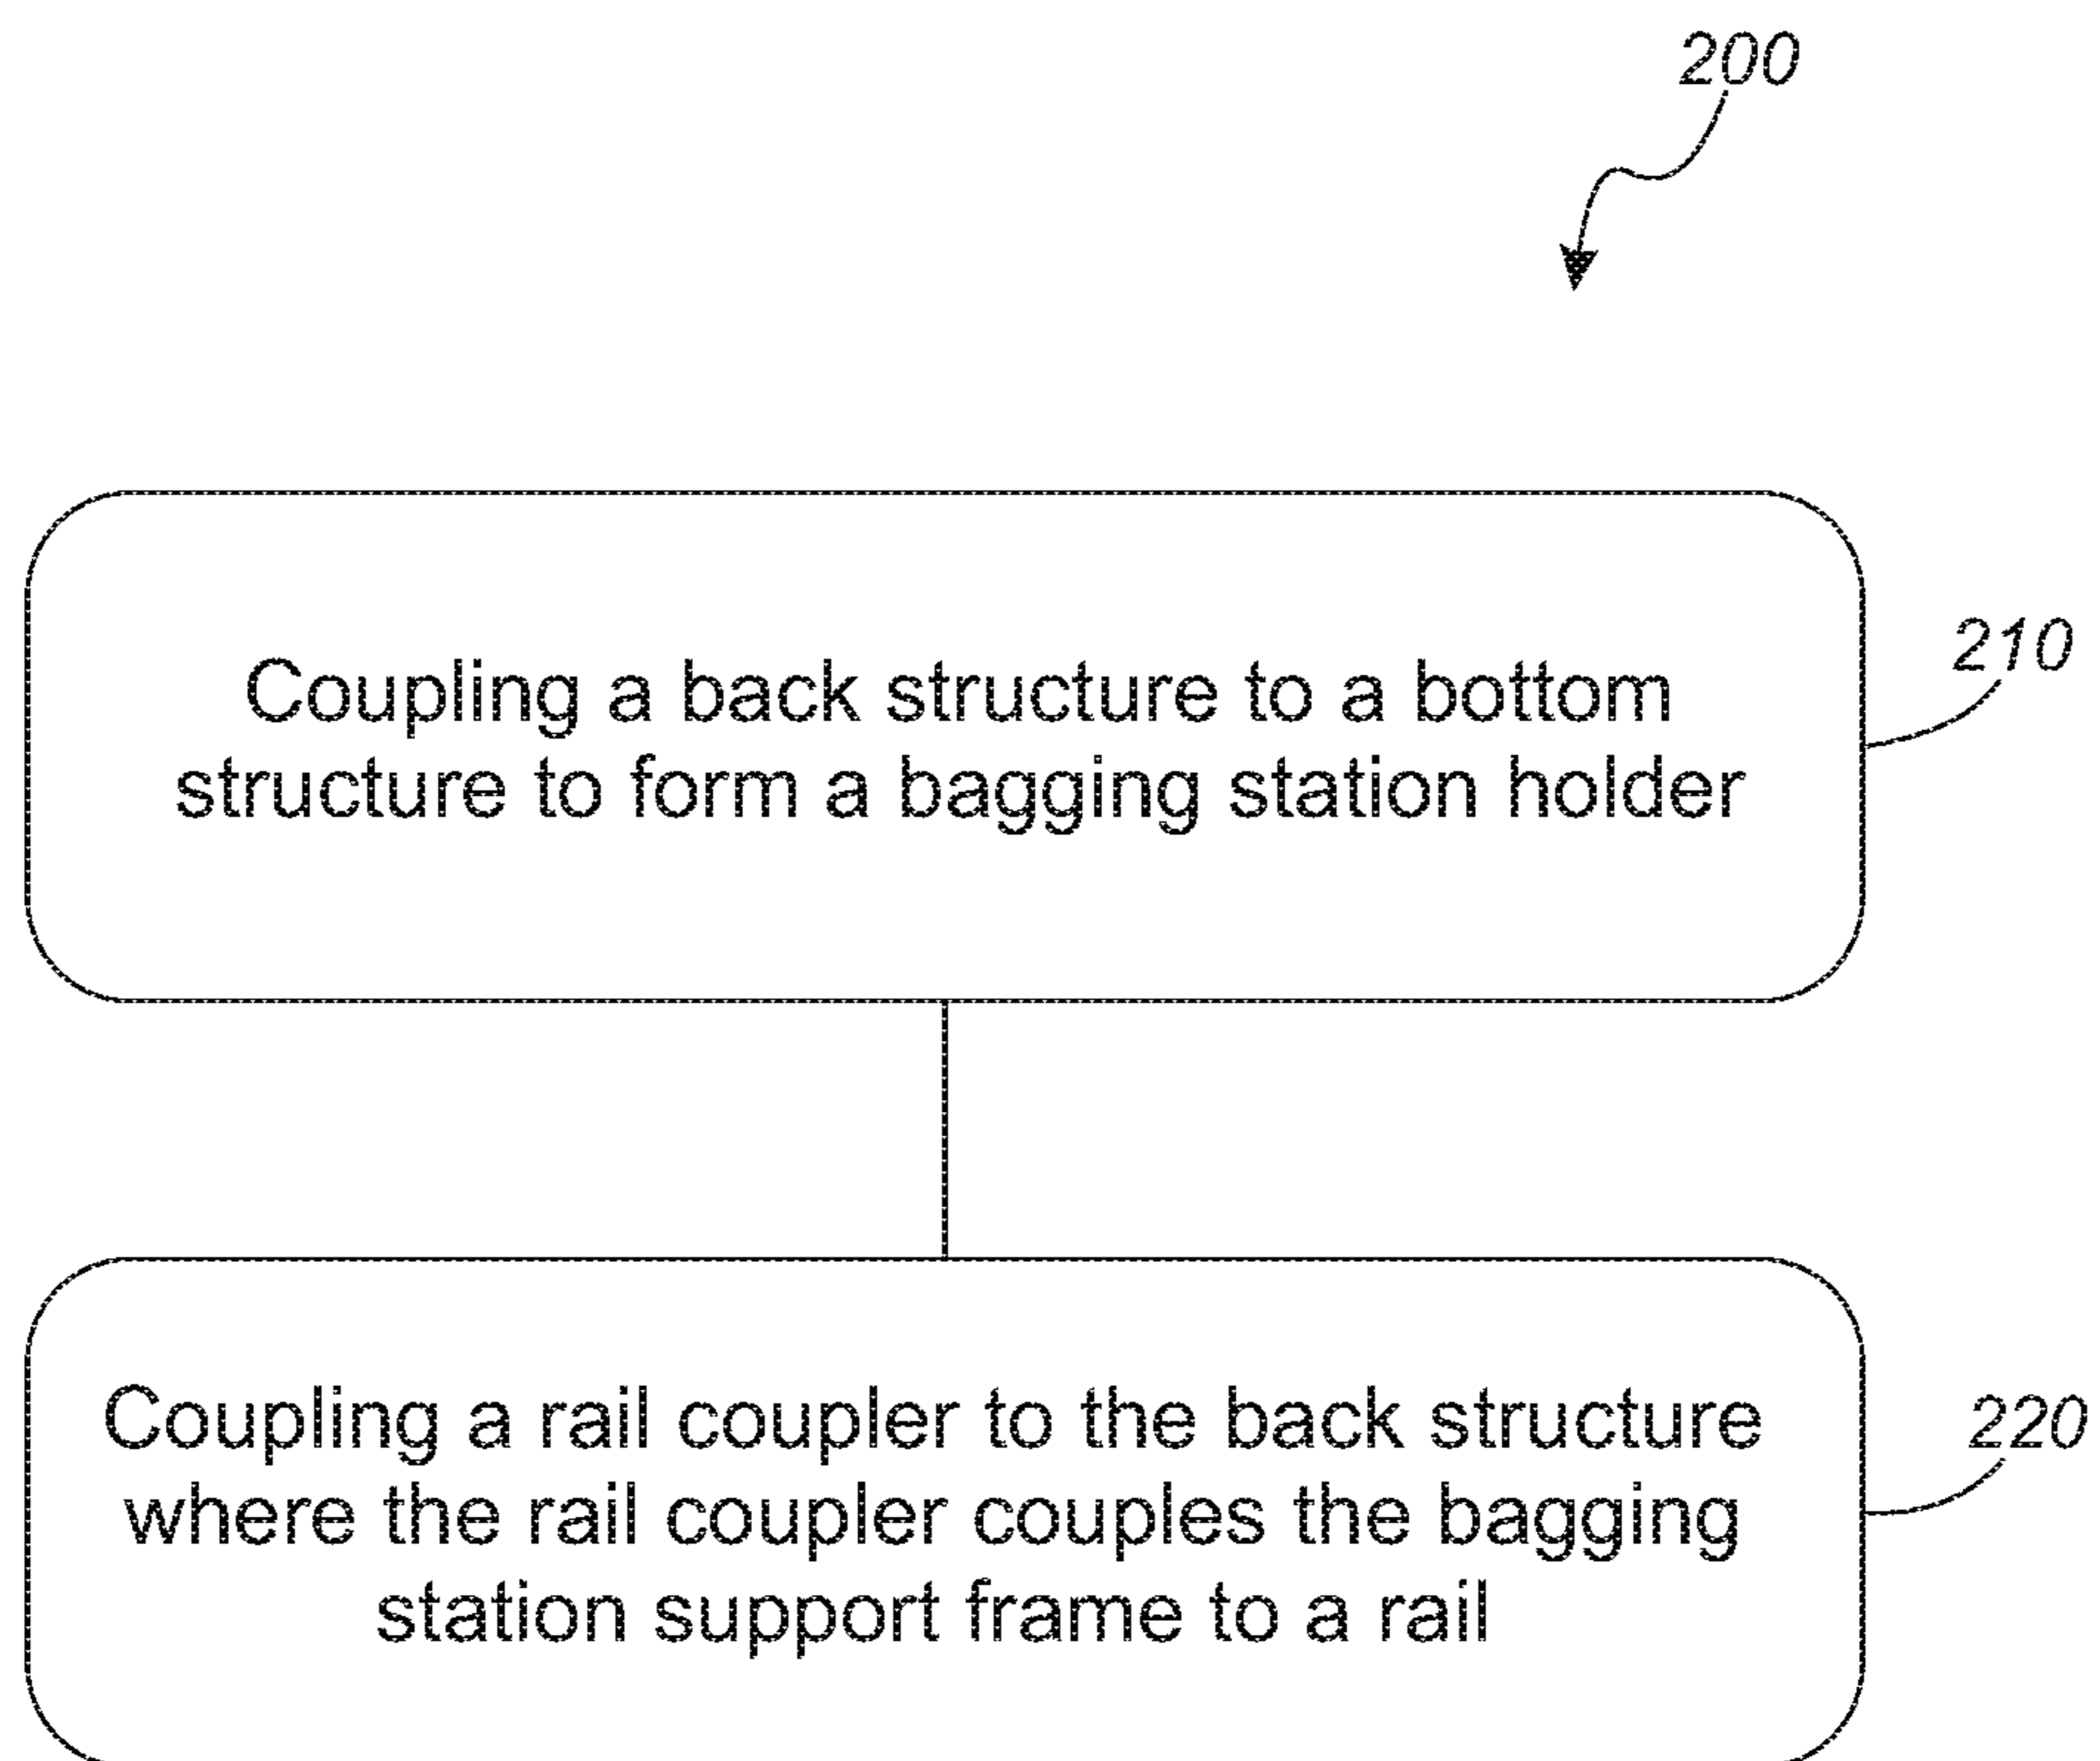 200
Coupling a back structure to a bottom
structure to form a bagging station holder
210
Coupling a rail coupler to the back structure
where the rail coupler couples the bagging
station support frame to a rail
220